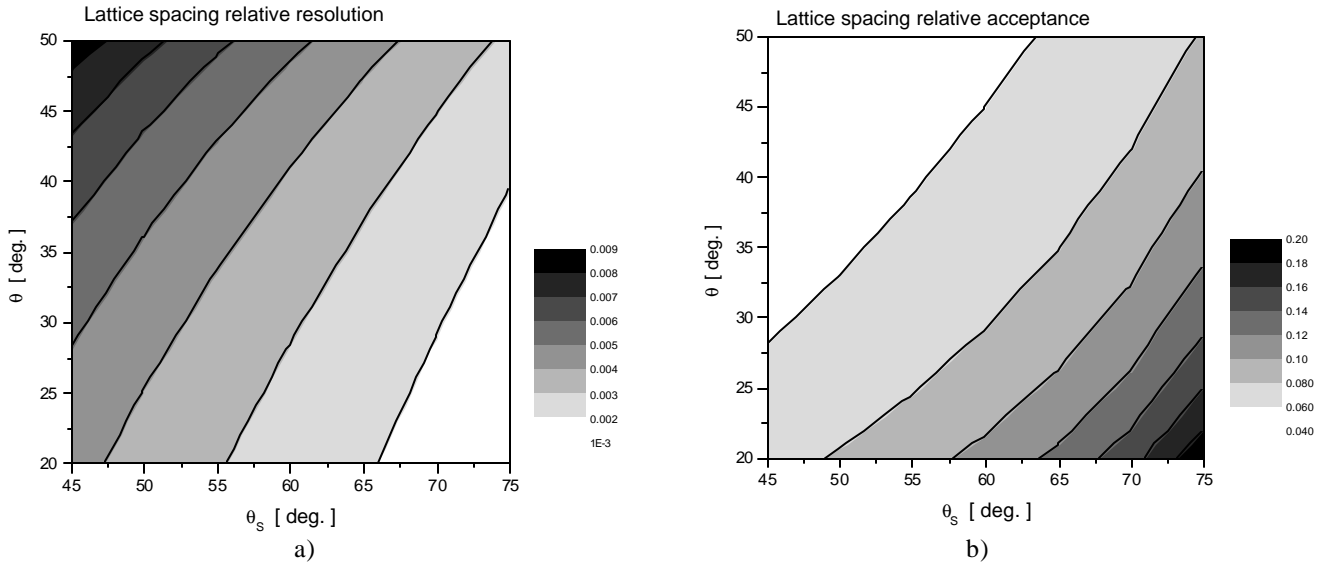 Lattice spacing relative resolution
50
45
40
35
30
25
20
45 50 55 60 65 70 75
θ [ deg. ]
θS [ deg. ]
0.009
0.008
0.007
0.006
0.005
0.004
0.003
0.002
1E-3
a)
Lattice spacing relative acceptance
50
45
40
35
30
25
20
45 50 55 60 65 70 75
θ [ deg. ]
θS [ deg. ]
0.20
0.18
0.16
0.14
0.12
0.10
0.080
0.060
0.040
b)